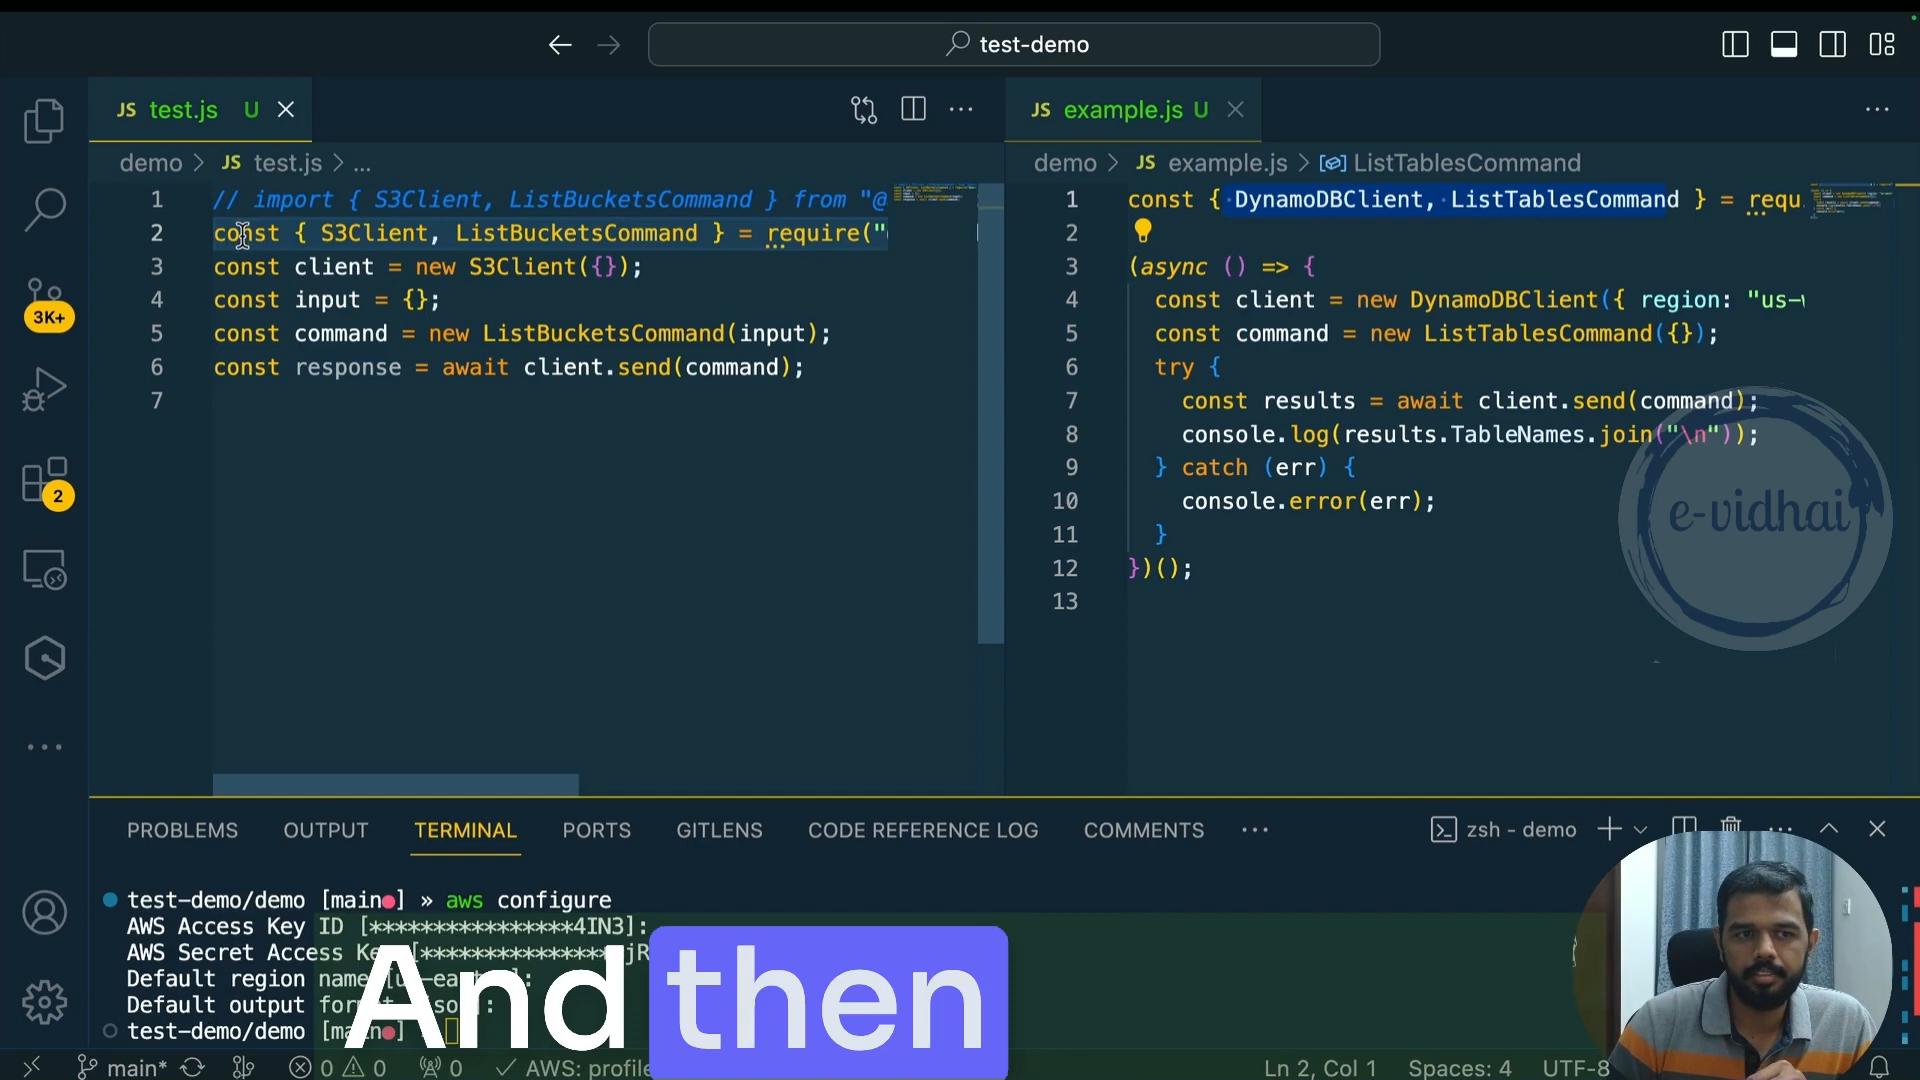 test-demo
JS test.js U
JS example.js U
demo > JS test.js > ...
demo > JS example.js > ListTablesCommand
1 // import { S3Client, ListBucketsCommand } from "@
2 const { S3Client, ListBucketsCommand } = require("
3 const client = new S3Client({});
4 const input = {};
5 const command = new ListBucketsCommand(input);
6 const response = await client.send(command);
7
1 const { DynamoDBClient, ListTablesCommand } = requ
2
3 (async () => {
4 const client = new DynamoDBClient({ region: "us-
5 const command = new ListTablesCommand({});
6 try {
7 const results = await client.send(command);
8 console.log(results.TableNames.join("\n"));
9 } catch (err) {
10 console.error(err);
11 }
12 })();
13
e-vidhai
3K+
2
PROBLEMS OUTPUT TERMINAL PORTS GITLENS CODE REFERENCE LOG COMMENTS ...
zsh - demo
test-demo/demo [main●] » aws configure
AWS Access Key ID [****************4IN3]:
AWS Secret Access
Default region name
Default output
test-demo/demo
And then
main* 0 0 0 AWS: profile
Ln 2, Col 1 Spaces: 4 UTF-8